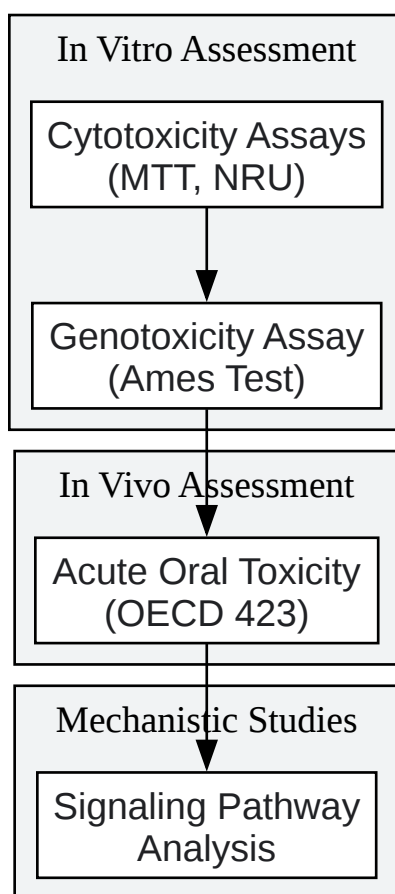 In Vitro Assessment
Cytotoxicity Assays
(MTT, NRU)
Genotoxicity Assay
(Ames Test)
In Vivo Assessment
Acute Oral Toxicity
(OECD 423)
Mechanistic Studies
Signaling Pathway
Analysis